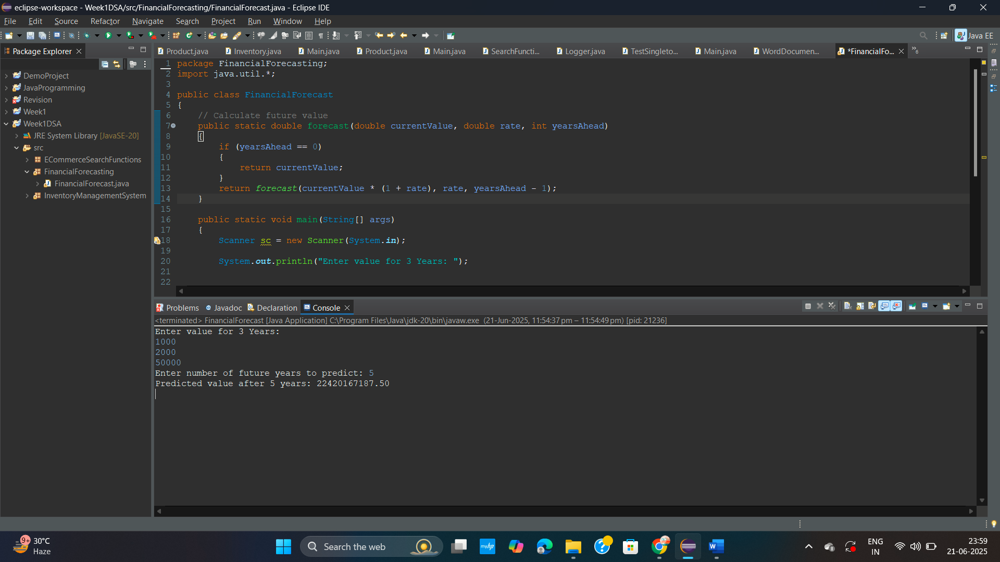 eclipse-workspace - Week1DSA/src/FinancialForecasting/FinancialForecast.java - Eclipse IDE
File Edit Source Refactor Navigate Search Project Run Window Help
Java EE
Package Explorer
Product.java Inventory.java Main.java Product.java Main.java SearchFuncti... Logger.java TestSingleto... Main.java WordDocumen... *FinancialFo... »6
DemoProject
JavaProgramming
Revision
Week1
Week1DSA
JRE System Library [JavaSE-20]
src
ECommerceSearchFunctions
FinancialForecasting
FinancialForecast.java
InventoryManagementSystem
1 package FinancialForecasting;
2 import java.util.*;
3
4 public class FinancialForecast
5 {
6 // Calculate future value
7 public static double forecast(double currentValue, double rate, int yearsAhead)
8 {
9 if (yearsAhead == 0)
10 {
11 return currentValue;
12 }
13 return forecast(currentValue * (1 + rate), rate, yearsAhead - 1);
14 }
15
16 public static void main(String[] args)
17 {
18 Scanner sc = new Scanner(System.in);
19
20 System.out.println("Enter value for 3 Years: ");
21
22
Problems Javadoc Declaration Console
<terminated> FinancialForecast [Java Application] C:\Program Files\Java\jdk-20\bin\javaw.exe (21-Jun-2025, 11:54:37 pm – 11:54:49 pm) [pid: 21236]
Enter value for 3 Years:
1000
2000
50000
Enter number of future years to predict: 5
Predicted value after 5 years: 22420167187.50
9+ 30°C
Haze
Search the web
myhp
ENG
IN
23:59
21-06-2025